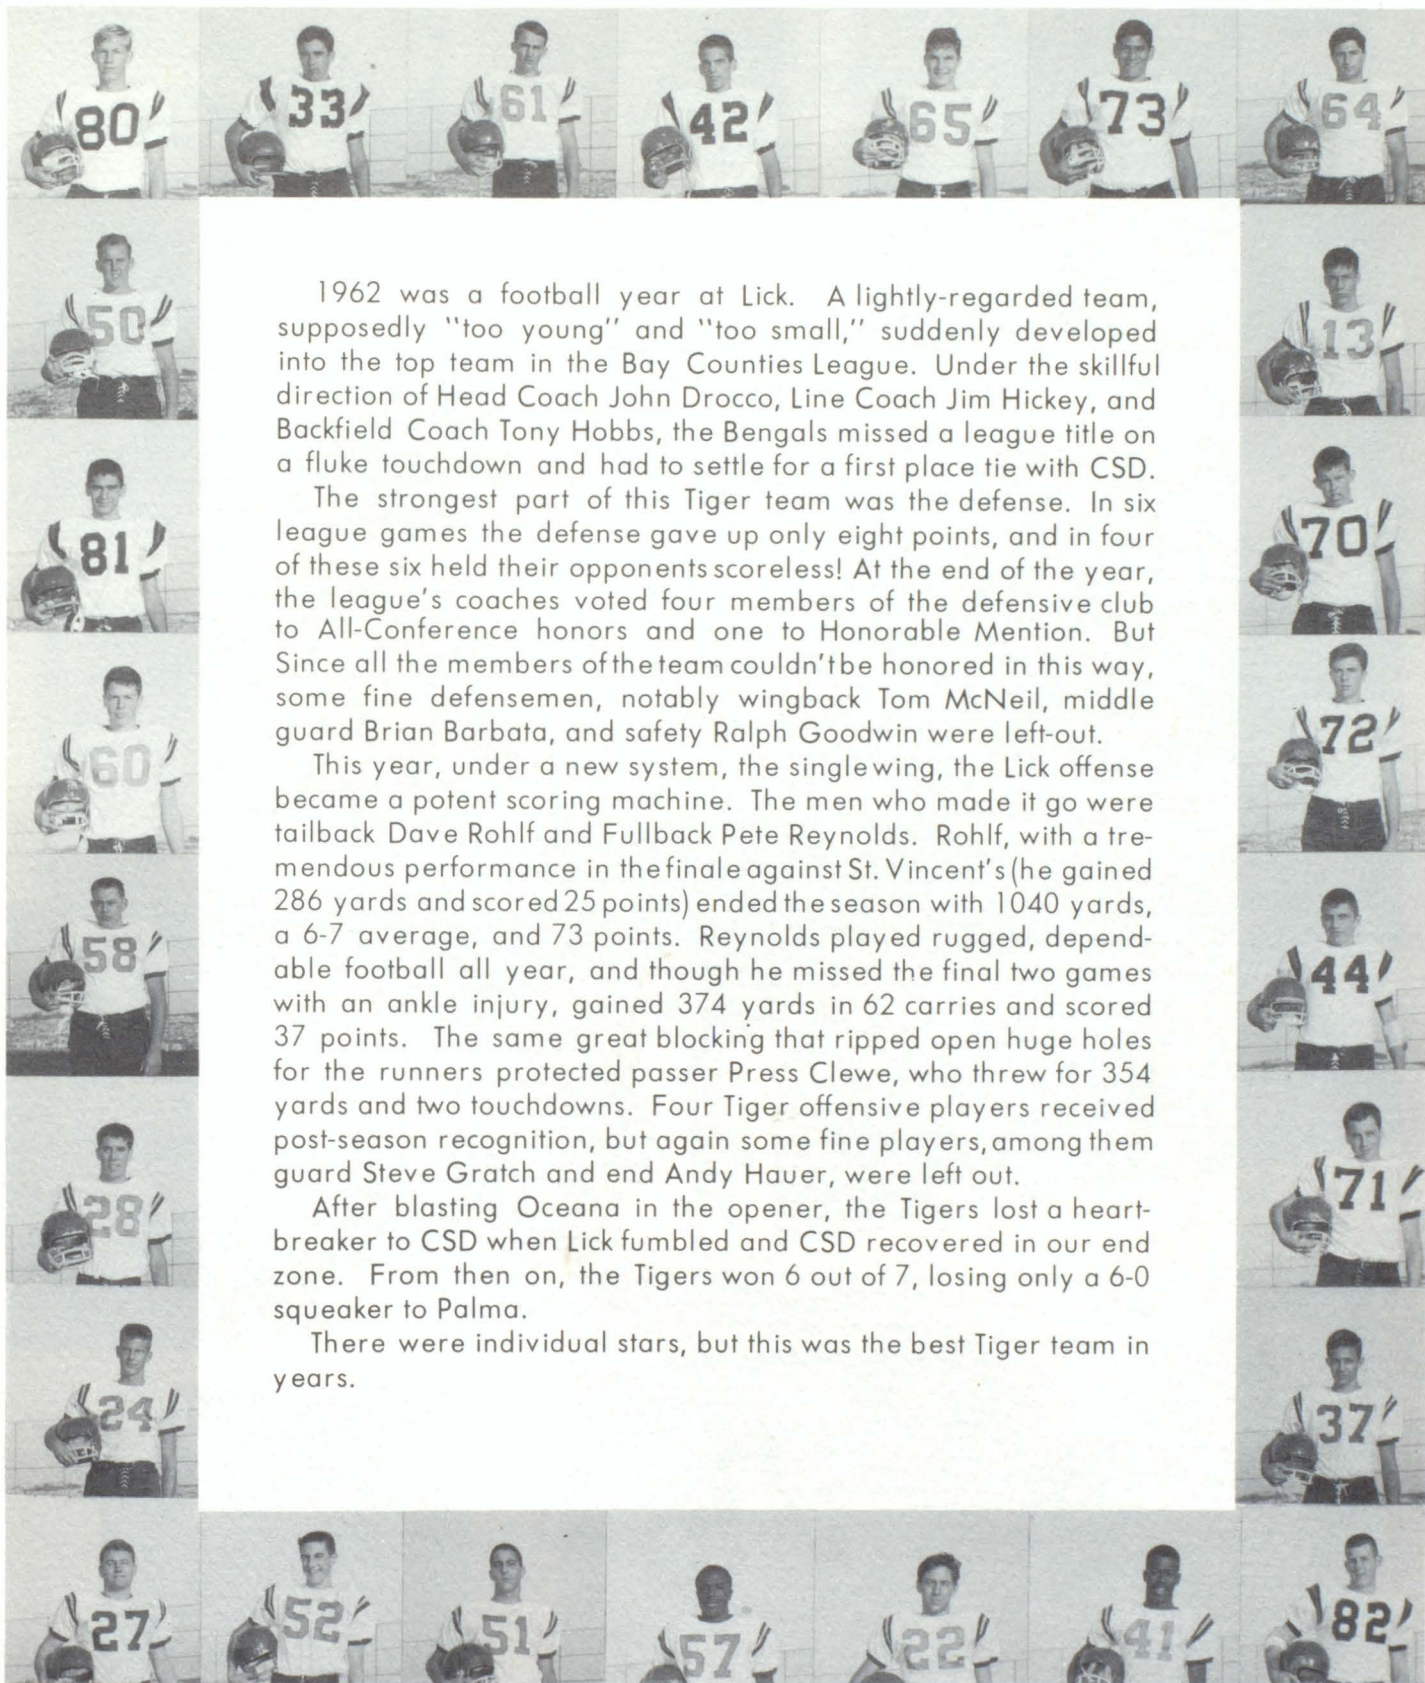 80 33 61 42 65 73 64
50 13
81 70
60 72
58 44
28 71
24 37
27 52 51 57 22 41 82
1962 was a football year at Lick. A lightly-regarded team,
supposedly "too young" and "too small," suddenly developed
into the top team in the Bay Counties League. Under the skillful
direction of Head Coach John Drocco, Line Coach Jim Hickey, and
Backfield Coach Tony Hobbs, the Bengals missed a league title on
a fluke touchdown and had to settle for a first place tie with CSD.
The strongest part of this Tiger team was the defense. In six
league games the defense gave up only eight points, and in four
of these six held their opponents scoreless! At the end of the year,
the league's coaches voted four members of the defensive club
to All-Conference honors and one to Honorable Mention. But
Since all the members of the team couldn't be honored in this way,
some fine defensemen, notably wingback Tom McNeil, middle
guard Brian Barbata, and safety Ralph Goodwin were left-out.
This year, under a new system, the single wing, the Lick offense
became a potent scoring machine. The men who made it go were
tailback Dave Rohlf and Fullback Pete Reynolds. Rohlf, with a tre-
mendous performance in the finale against St. Vincent's (he gained
286 yards and scored 25 points) ended the season with 1040 yards,
a 6-7 average, and 73 points. Reynolds played rugged, depend-
able football all year, and though he missed the final two games
with an ankle injury, gained 374 yards in 62 carries and scored
37 points. The same great blocking that ripped open huge holes
for the runners protected passer Press Clewe, who threw for 354
yards and two touchdowns. Four Tiger offensive players received
post-season recognition, but again some fine players, among them
guard Steve Gratch and end Andy Hauer, were left out.
After blasting Oceana in the opener, the Tigers lost a heart-
breaker to CSD when Lick fumbled and CSD recovered in our end
zone. From then on, the Tigers won 6 out of 7, losing only a 6-0
squeaker to Palma.
There were individual stars, but this was the best Tiger team in
years.